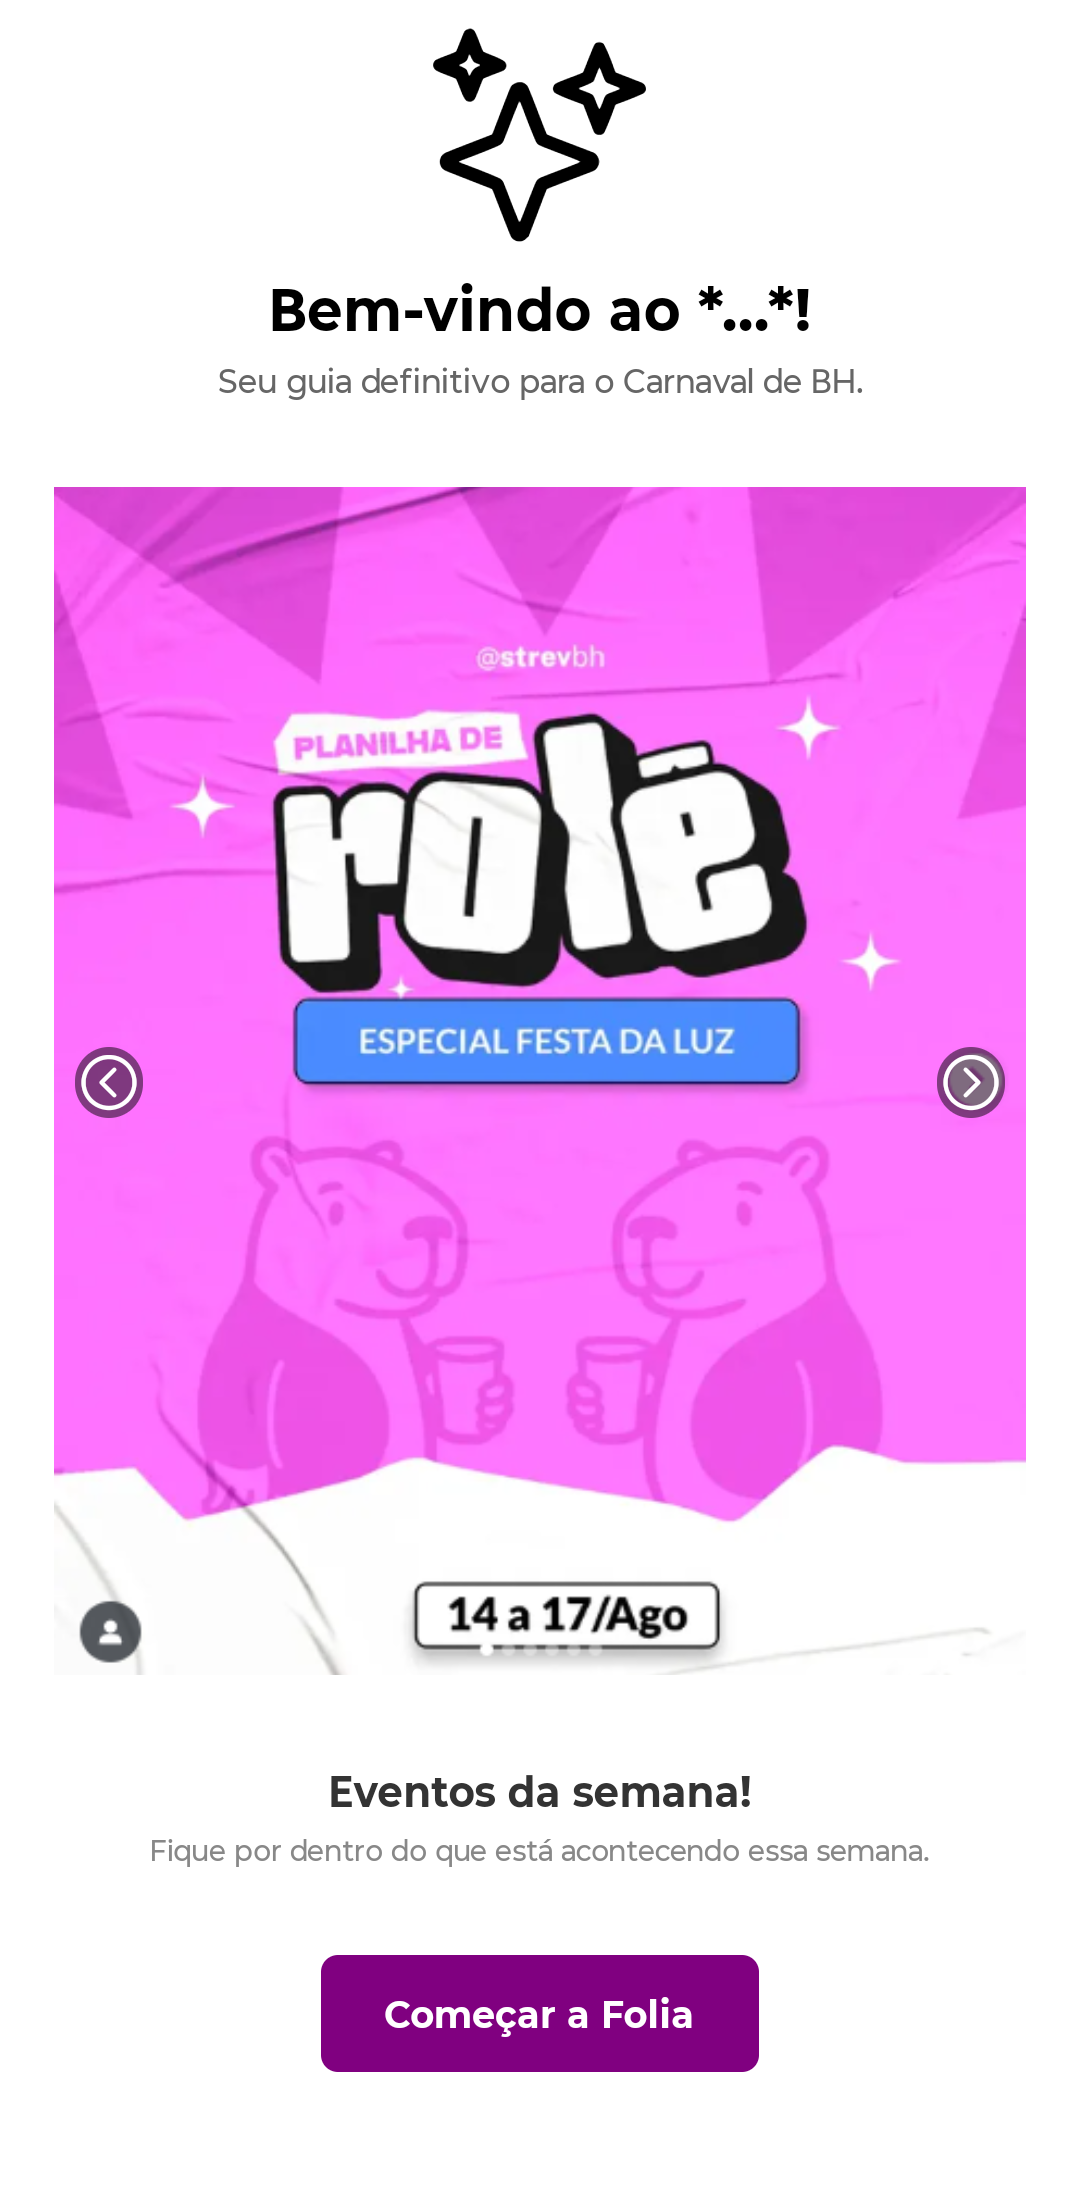 Bem-vindo ao *...*!
Seu guia definitivo para o Carnaval de BH.
@strevbh
PLANILHA DE
rolê
ESPECIAL FESTA DA LUZ
14 a 17/Ago
Eventos da semana!
Fique por dentro do que está acontecendo essa semana.
Começar a Folia